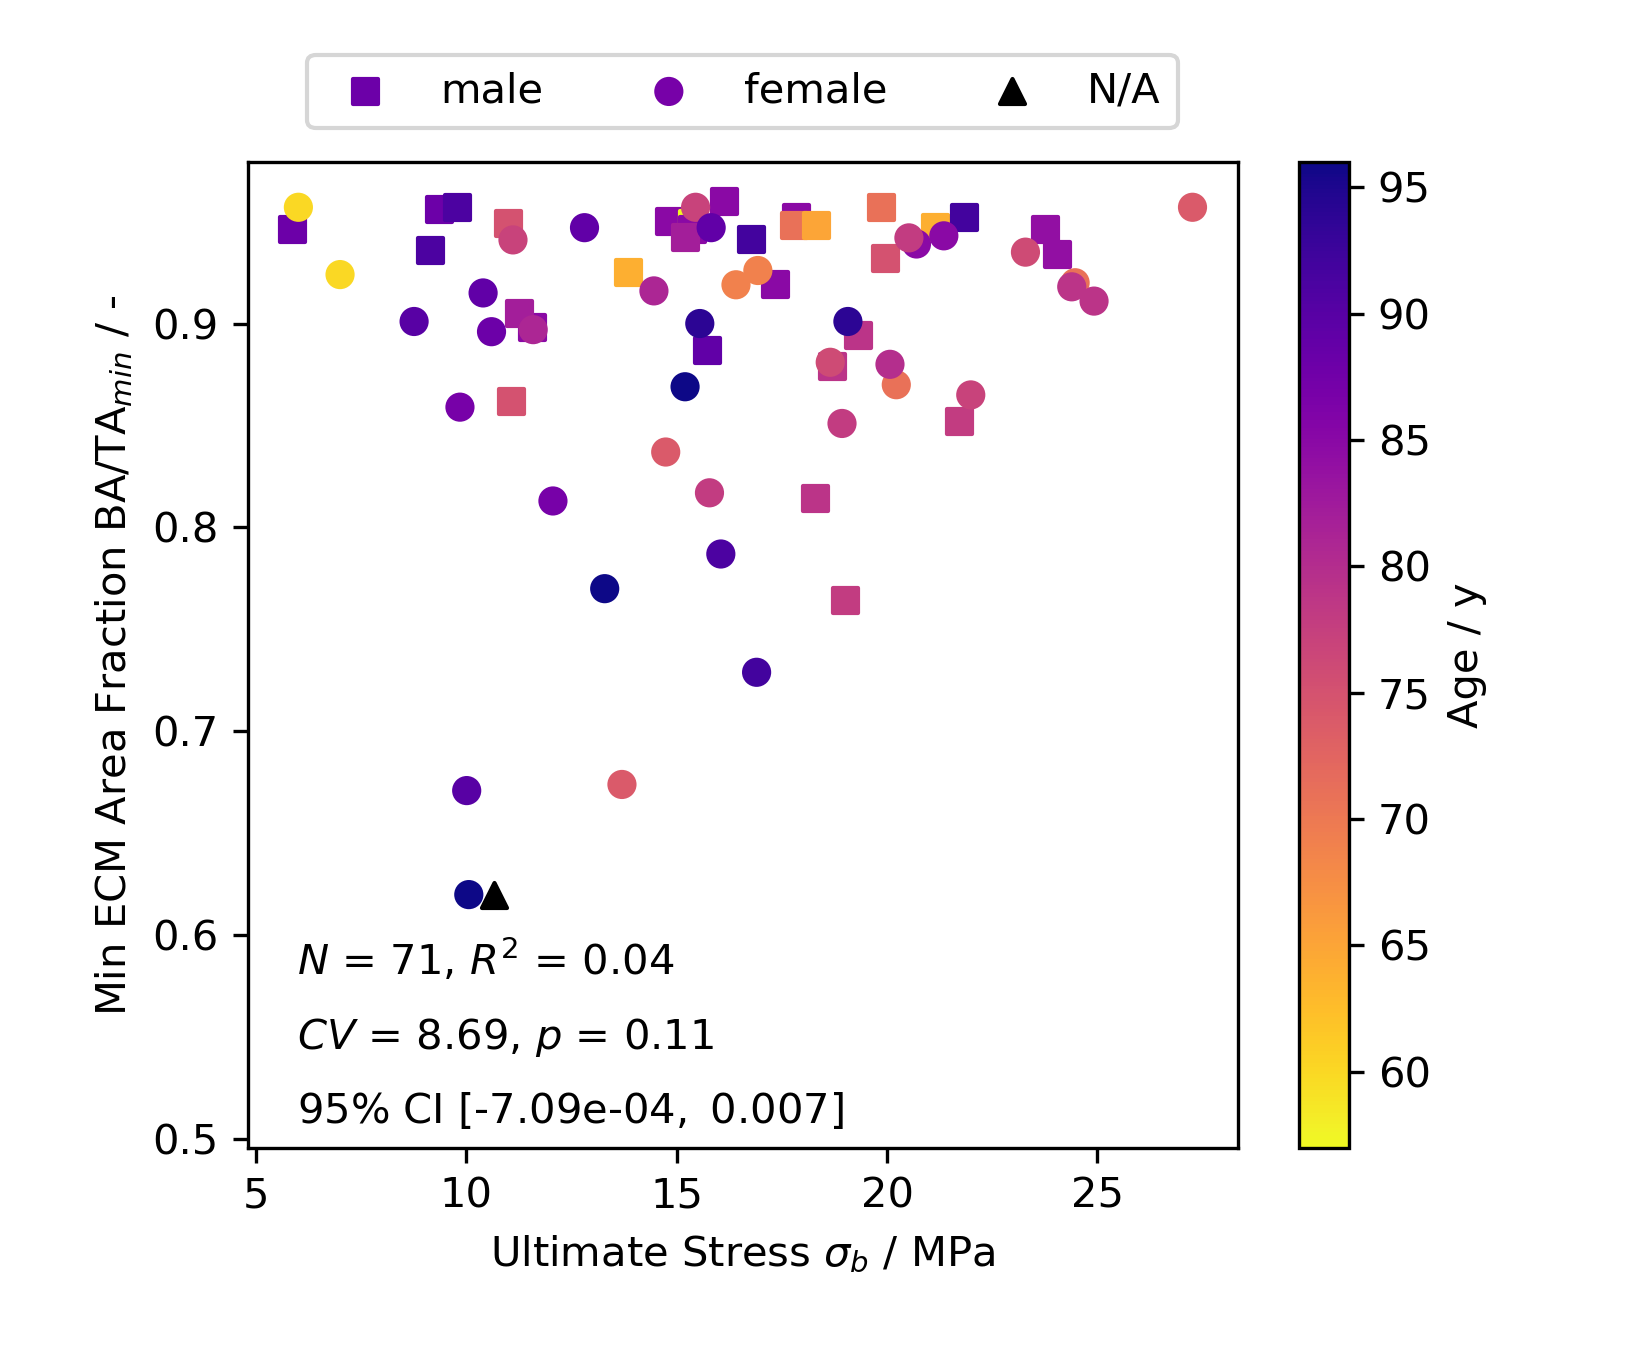 male female N/A
Min ECM Area Fraction BA/TA_min / -
0.9
0.8
0.7
0.6
0.5
N = 71, R² = 0.04
CV = 8.69, p = 0.11
95% CI [-7.09e-04, 0.007]
5 10 15 20 25
Ultimate Stress σ_b / MPa
95
90
85
80
75
70
65
60
Age / y